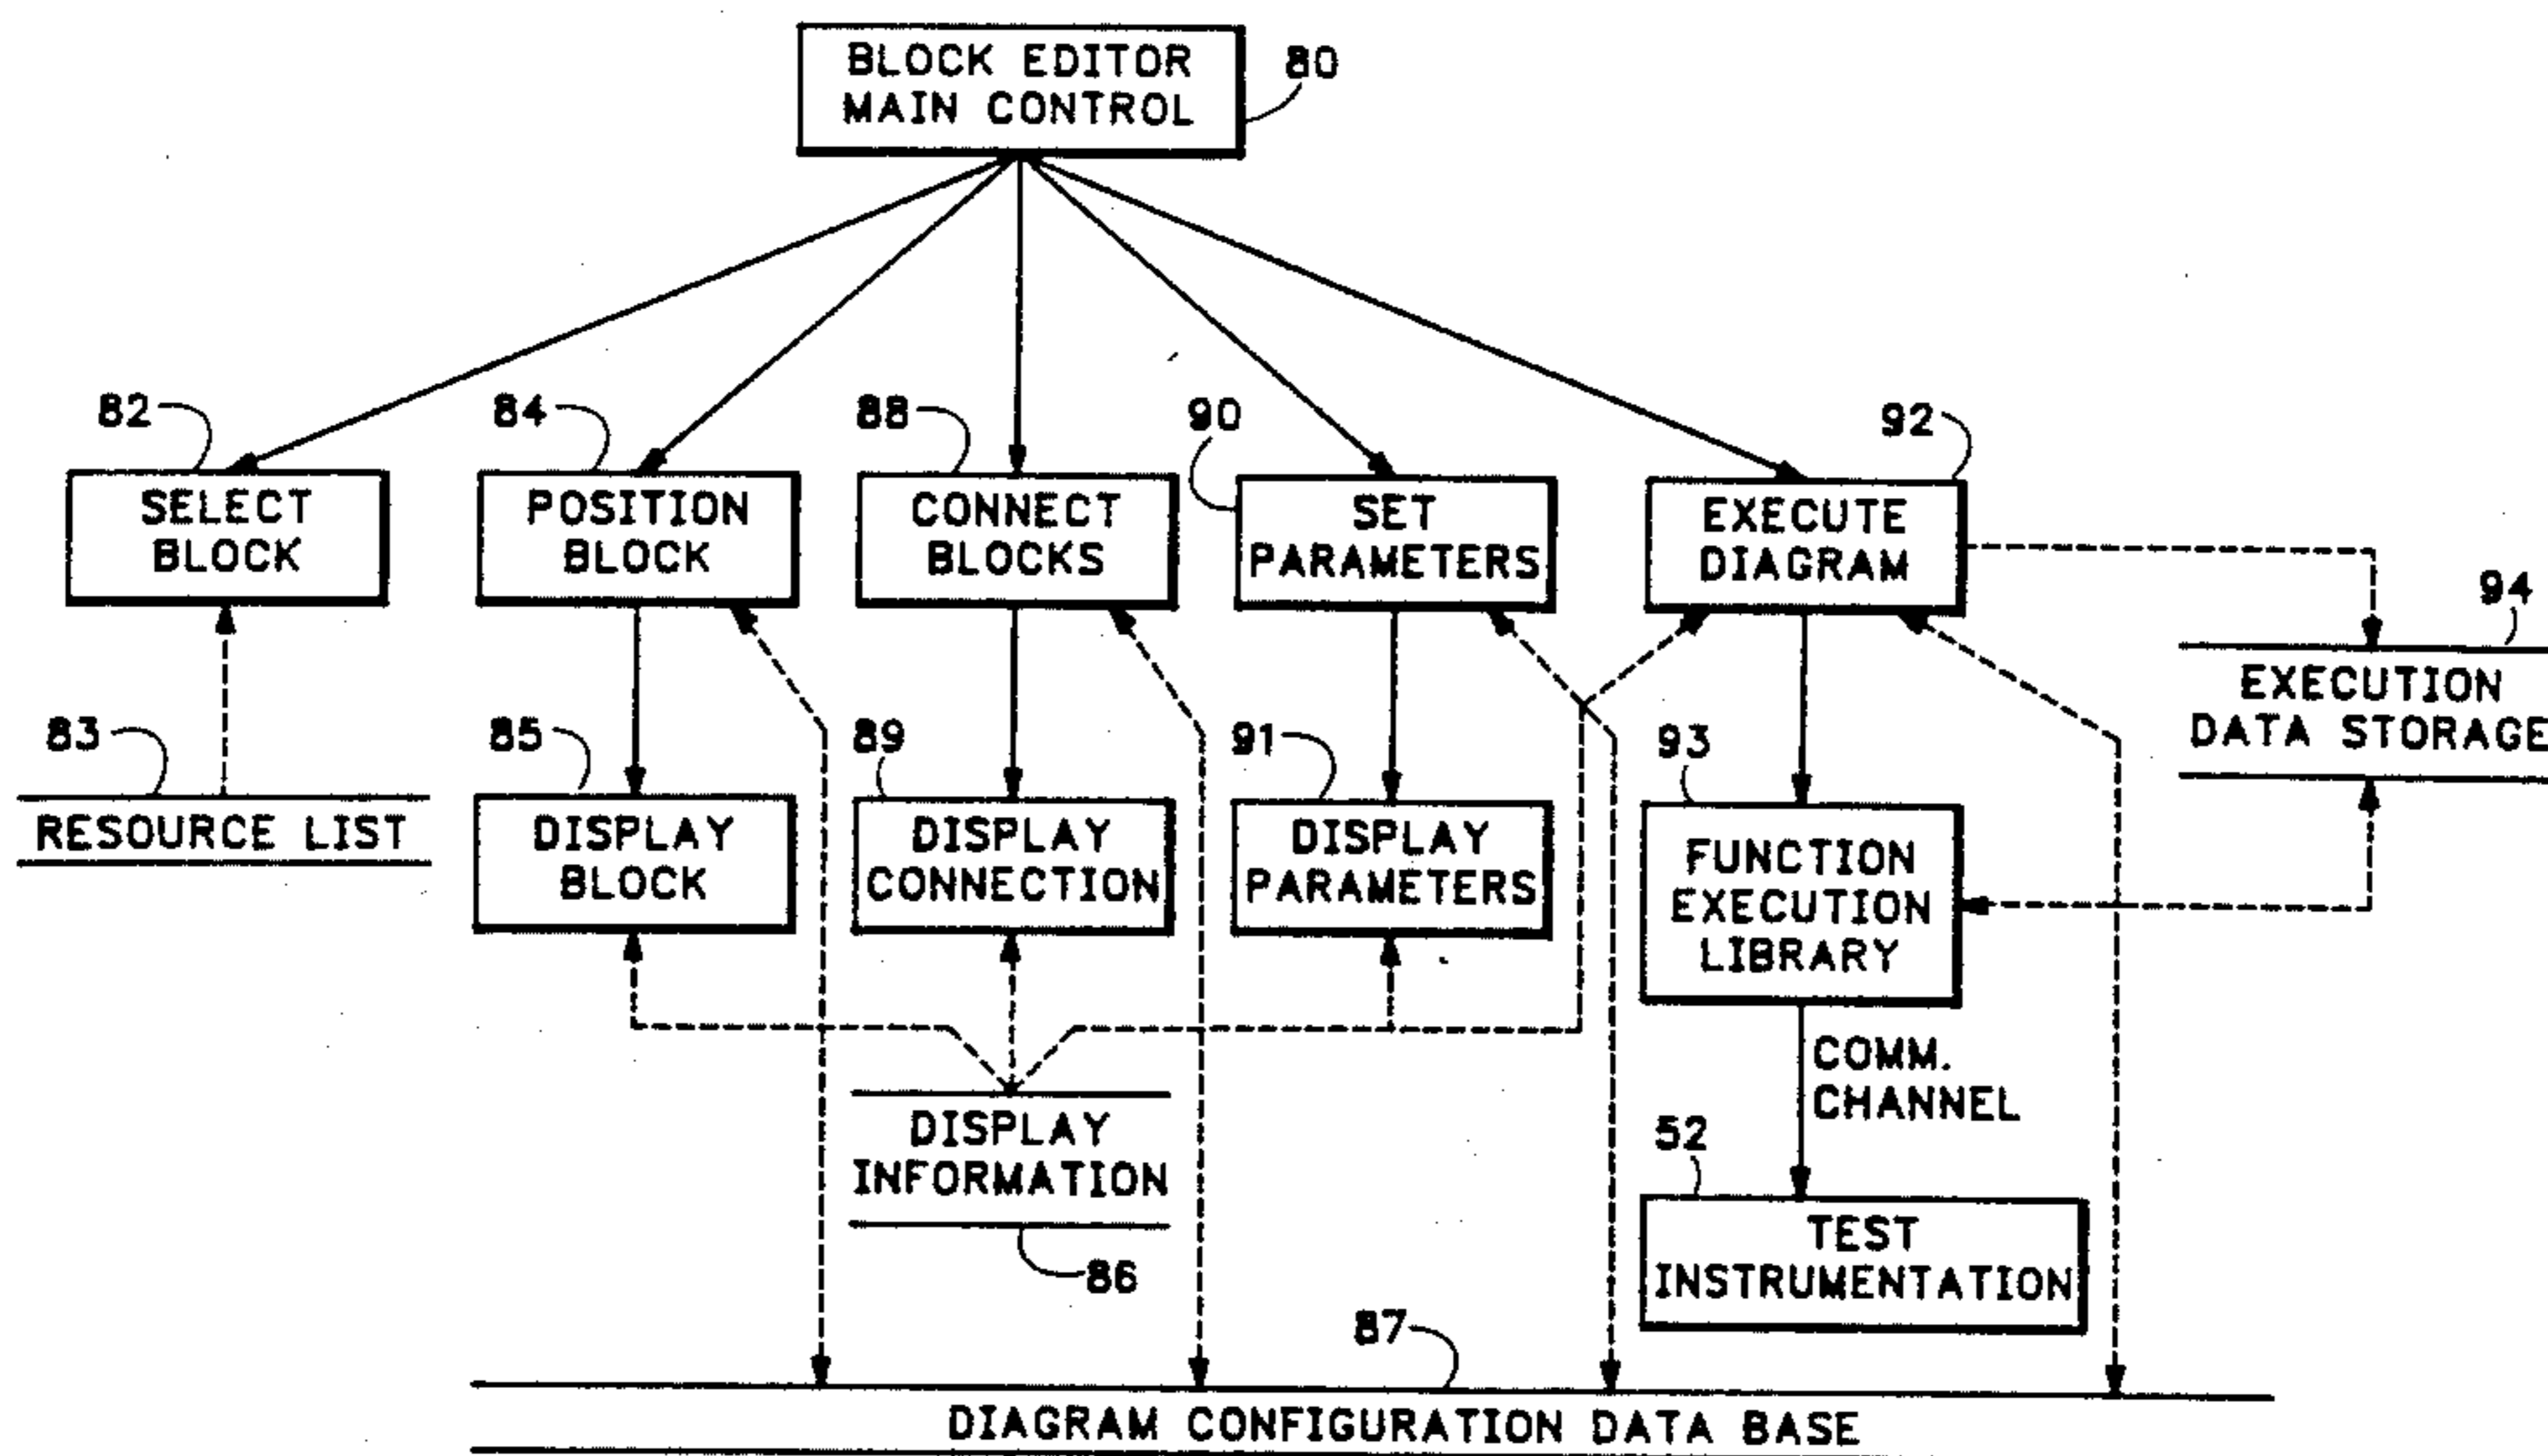 BLOCK EDITOR
MAIN CONTROL
80
82
84
88
90
92
SELECT
BLOCK
POSITION
BLOCK
CONNECT
BLOCKS
SET
PARAMETERS
EXECUTE
DIAGRAM
94
EXECUTION
DATA STORAGE
83
RESOURCE LIST
85
DISPLAY
BLOCK
89
DISPLAY
CONNECTION
91
DISPLAY
PARAMETERS
93
FUNCTION
EXECUTION
LIBRARY
COMM.
CHANNEL
DISPLAY
INFORMATION
86
52
TEST
INSTRUMENTATION
87
DIAGRAM CONFIGURATION DATA BASE